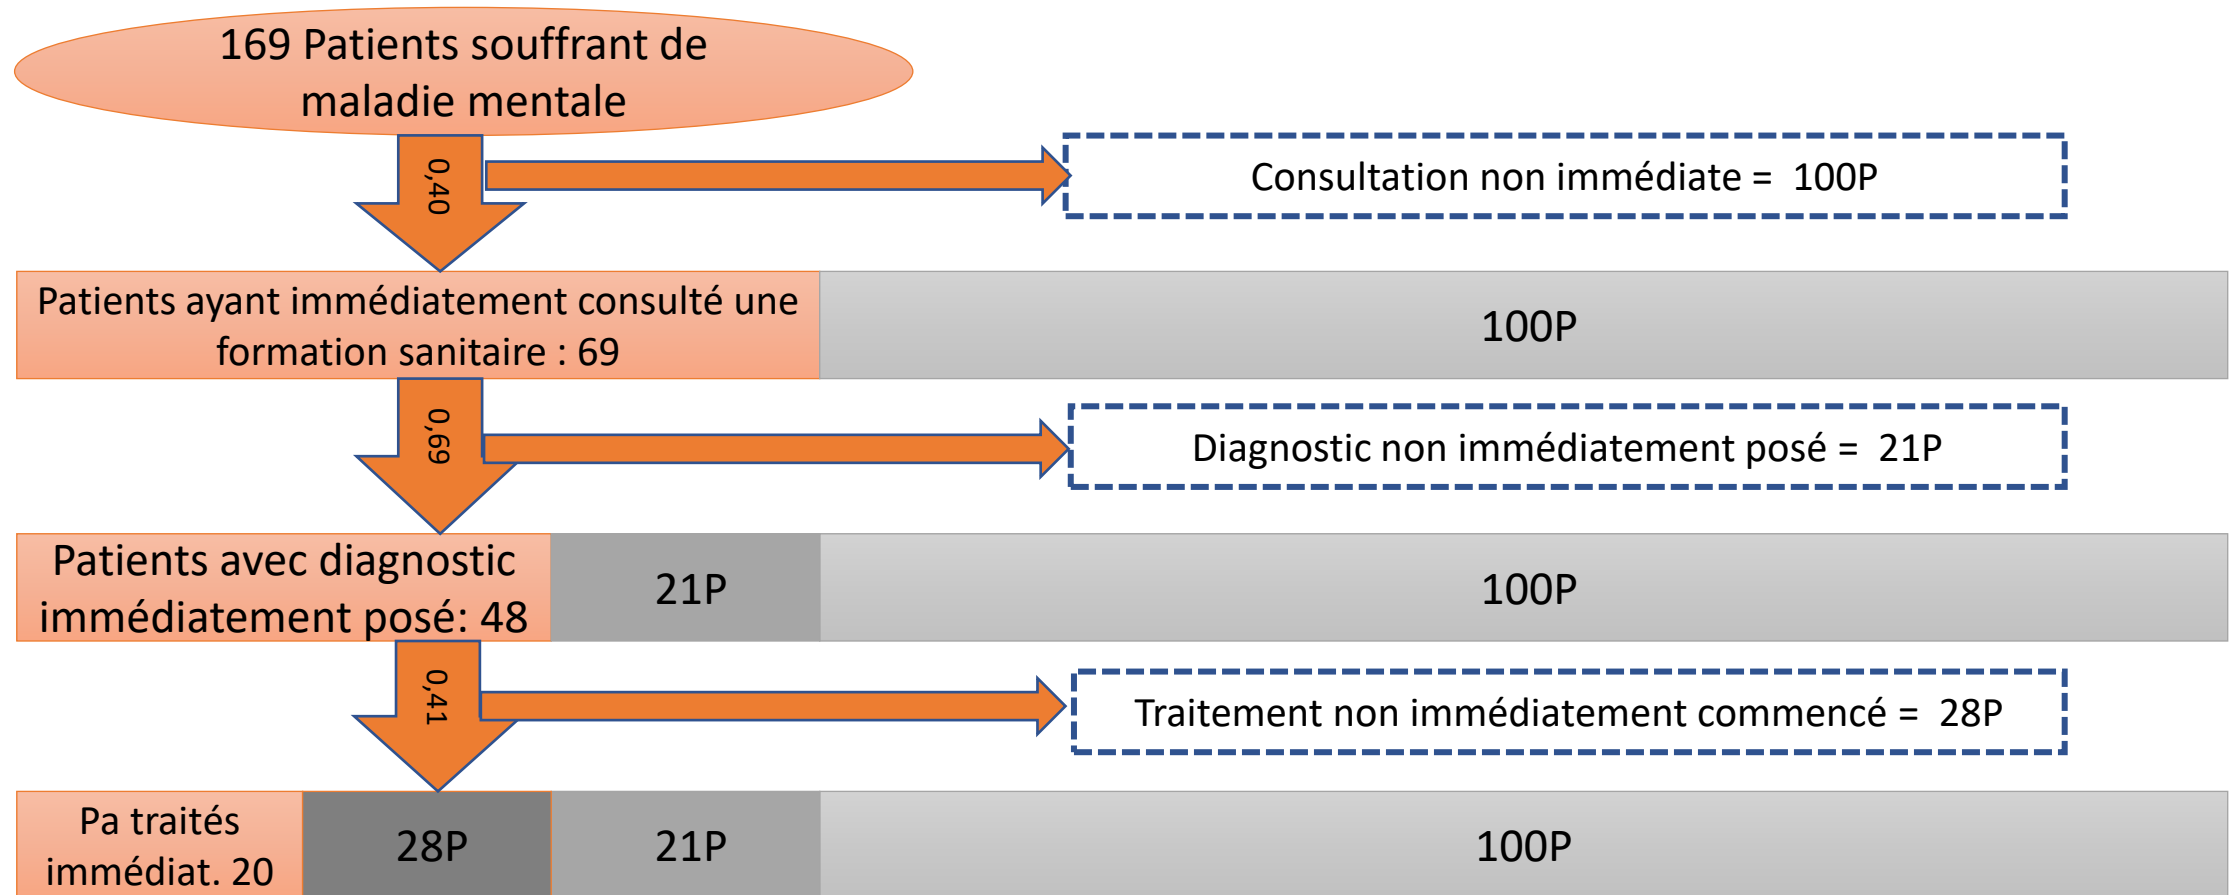 169 Patients souffrant de
maladie mentale
0,40
Consultation non immédiate = 100P
Patients ayant immédiatement consulté une
formation sanitaire : 69
100P
0,69
Diagnostic non immédiatement posé = 21P
Patients avec diagnostic
immédiatement posé: 48
21P
100P
0,41
Traitement non immédiatement commencé = 28P
Pa traités
immédiat. 20
28P
21P
100P